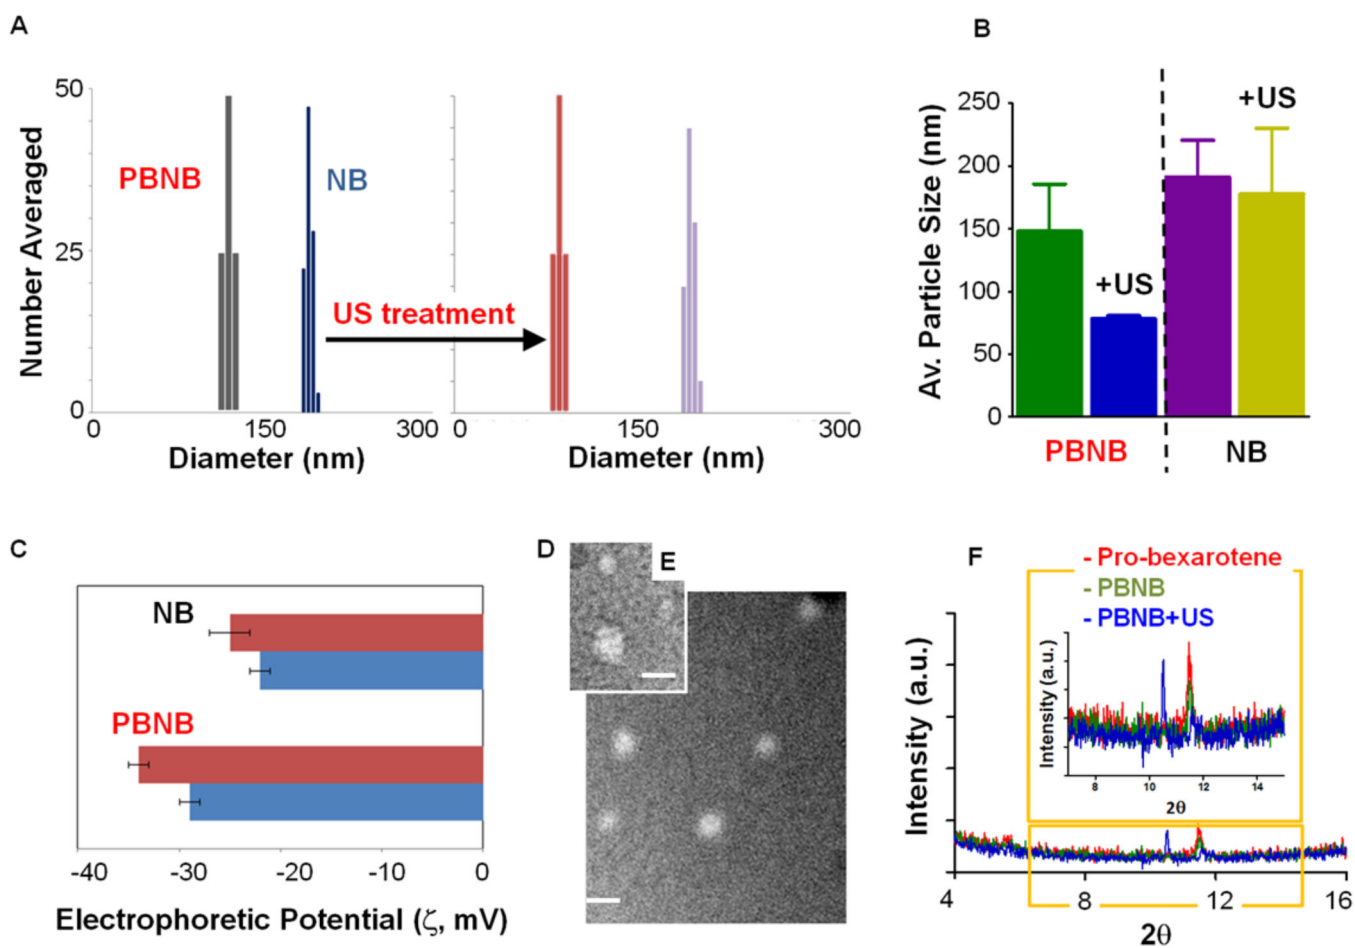 A
50
25
0
Number Averaged
PBNB
NB
US treatment
0
150
300
0
150
300
Diameter (nm)
Diameter (nm)
B
Av. Particle Size (nm)
250
200
150
100
50
0
+US
+US
PBNB
NB
C
NB
PBNB
-40
-30
-20
-10
0
Electrophoretic Potential (ζ, mV)
D
E
F
- Pro-bexarotene
- PBNB
- PBNB+US
Intensity (a.u.)
8
10
12
14
2θ
Intensity (a.u.)
4
8
12
16
2θ